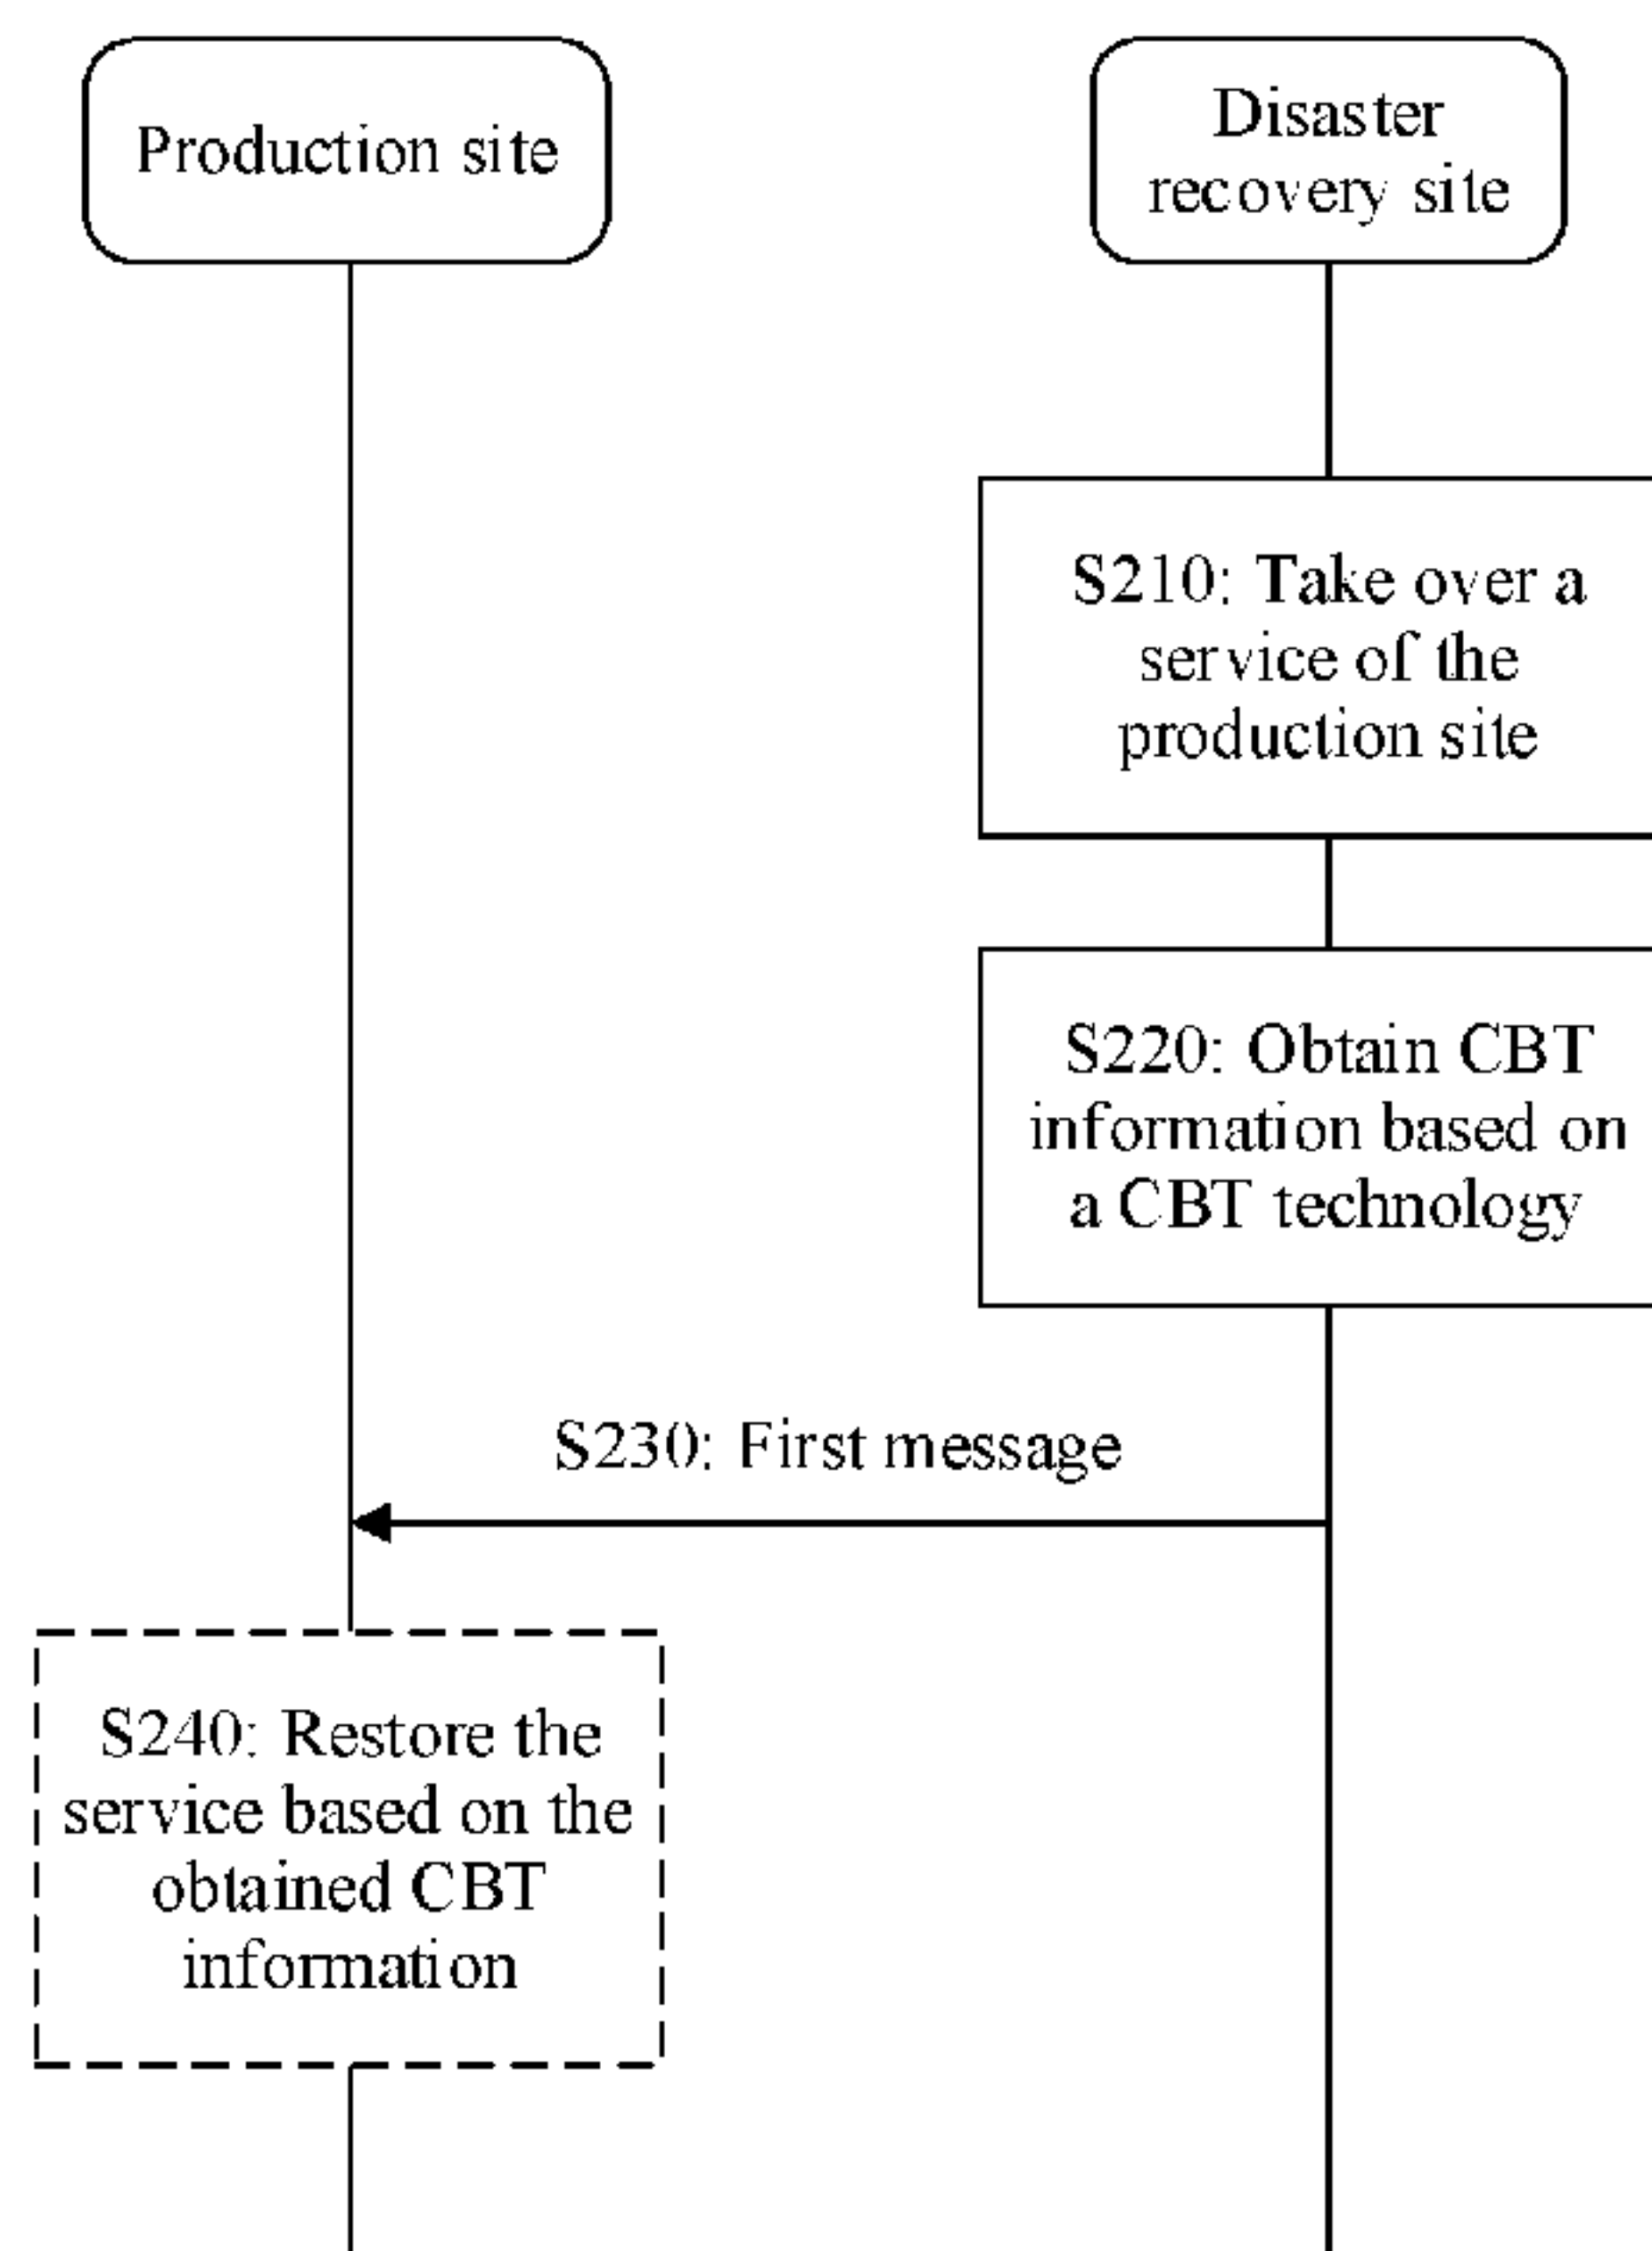 Production site
Disaster
recovery site
S210: Take over a
service of the
production site
S220: Obtain CBT
information based on
a CBT technology
S230: First message
S240: Restore the
service based on the
obtained CBT
information